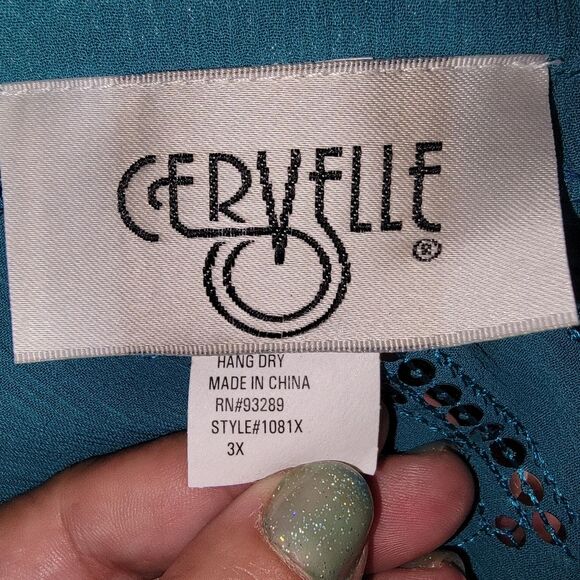 CERVELLE ®
HANG DRY
MADE IN CHINA
RN#93289
STYLE#1081X
3X